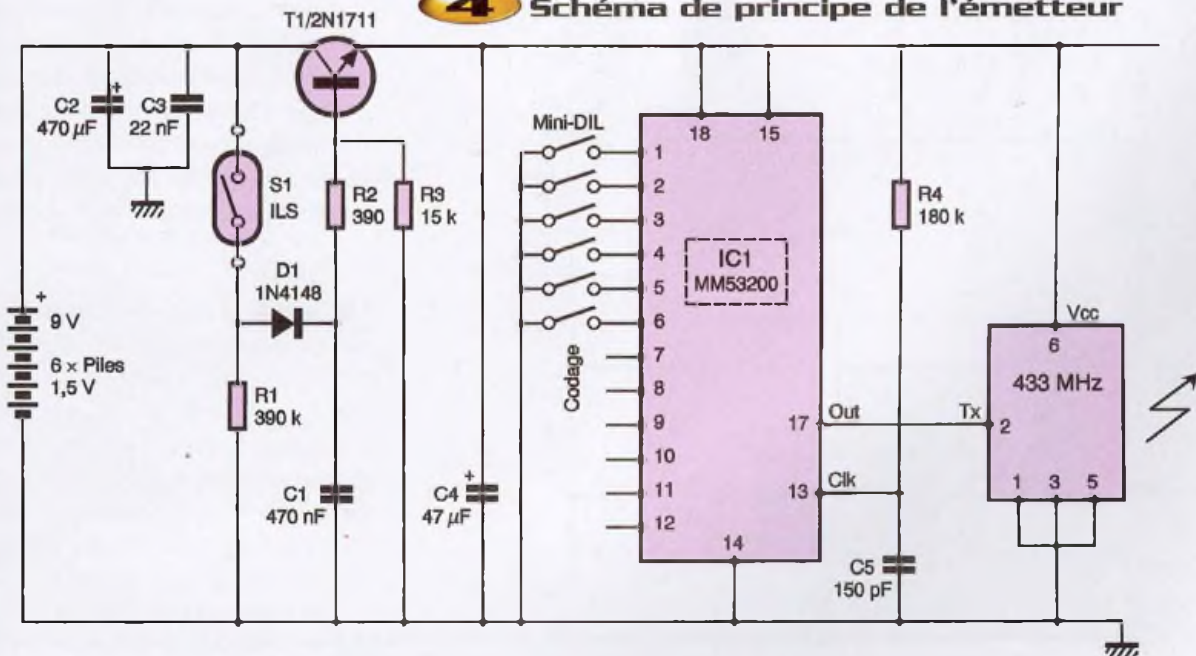 4 Schéma de principe de l'émetteur
T1/2N1711
C2
470 µF
+
C3
22 nF
S1
ILS
R2
390
R3
15 k
D1
1N4148
+
9 V
6 × Piles
1,5 V
R1
390 k
C1
470 nF
C4
47 µF
+
Mini-DIL
Codage
18
15
1
2
3
4
5
6
7
8
9
10
11
12
IC1
MM53200
17
Out
13
Clk
14
R4
180 k
C5
150 pF
Vcc
6
433 MHz
Tx
2
1
3
5